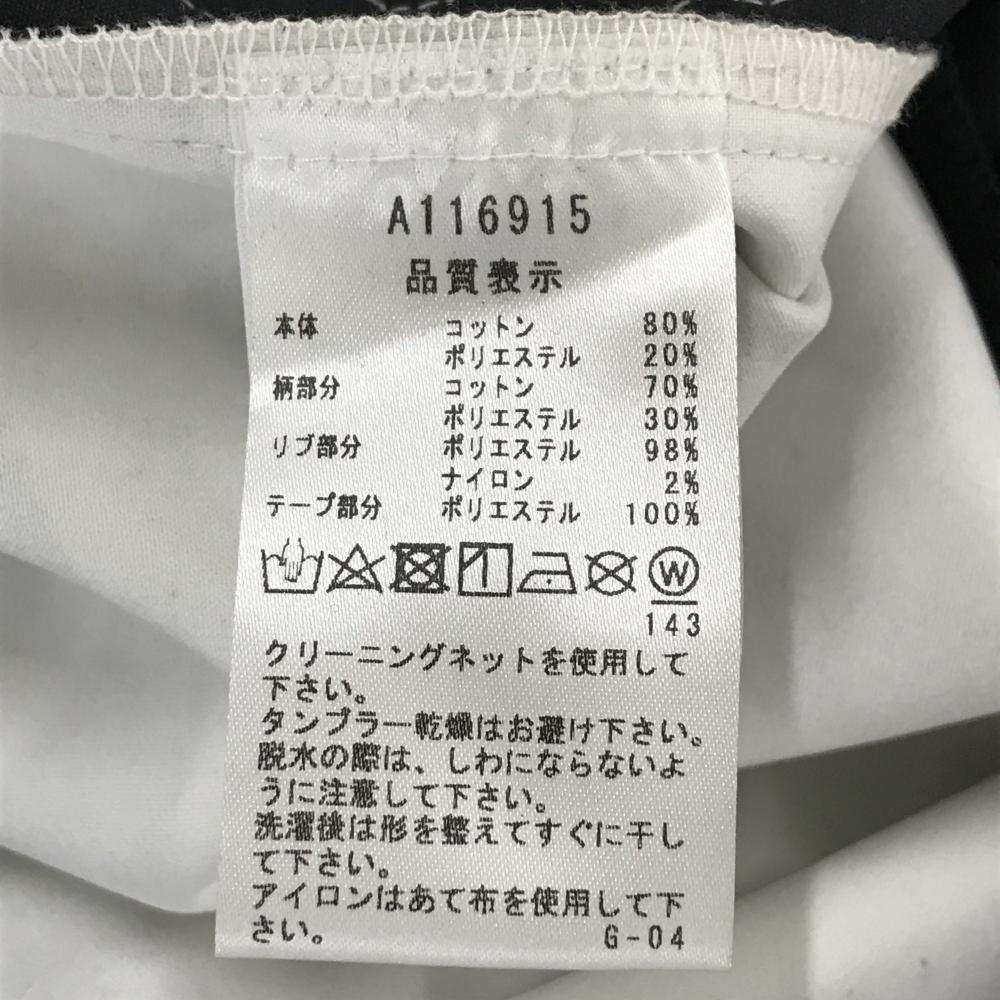 A116915
品質表示
本体 コットン 80%
ポリエステル 20%
柄部分 コットン 70%
ポリエステル 30%
リブ部分 ポリエステル 98%
ナイロン 2%
テープ部分 ポリエステル 100%
W
143
クリーニングネットを使用して
下さい。
タンブラー乾燥はお避け下さい。
脱水の際は、しわにならないよ
うに注意して下さい。
洗濯後は形を整えてすぐに干し
て下さい。
アイロンはあて布を使用して下
さい。 G-04